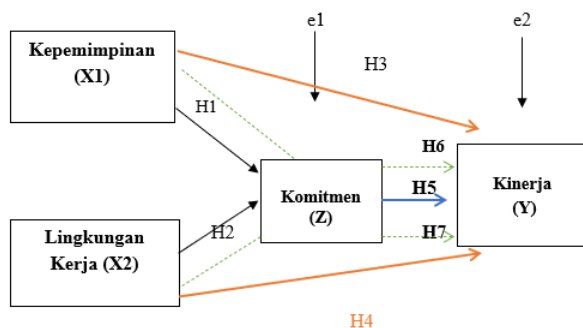 e1
e2
Kepemimpinan
(X1)
H3
H1
H6
Komitmen
(Z)
H5
Kinerja
(Y)
Lingkungan
Kerja (X2)
H2
H7
H4